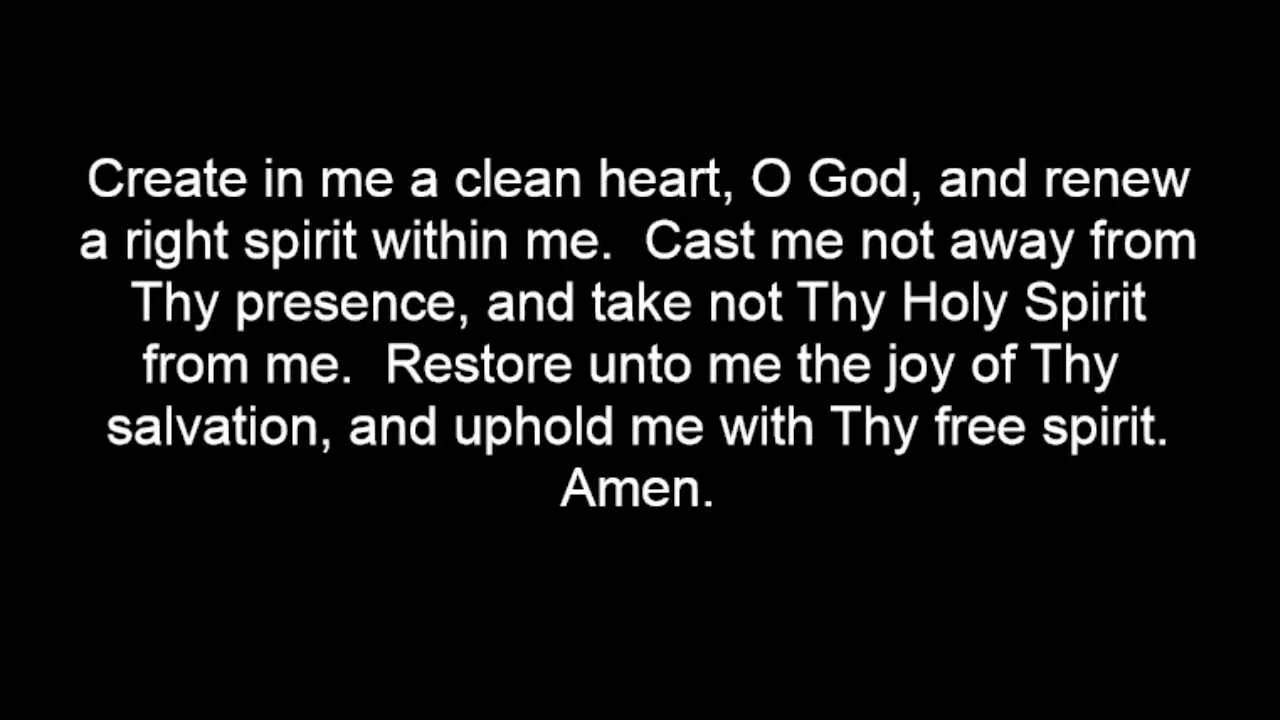 Create in me a clean heart, O God, and renew
a right spirit within me.  Cast me not away from
Thy presence, and take not Thy Holy Spirit
from me.  Restore unto me the joy of Thy
salvation, and uphold me with Thy free spirit.
Amen.